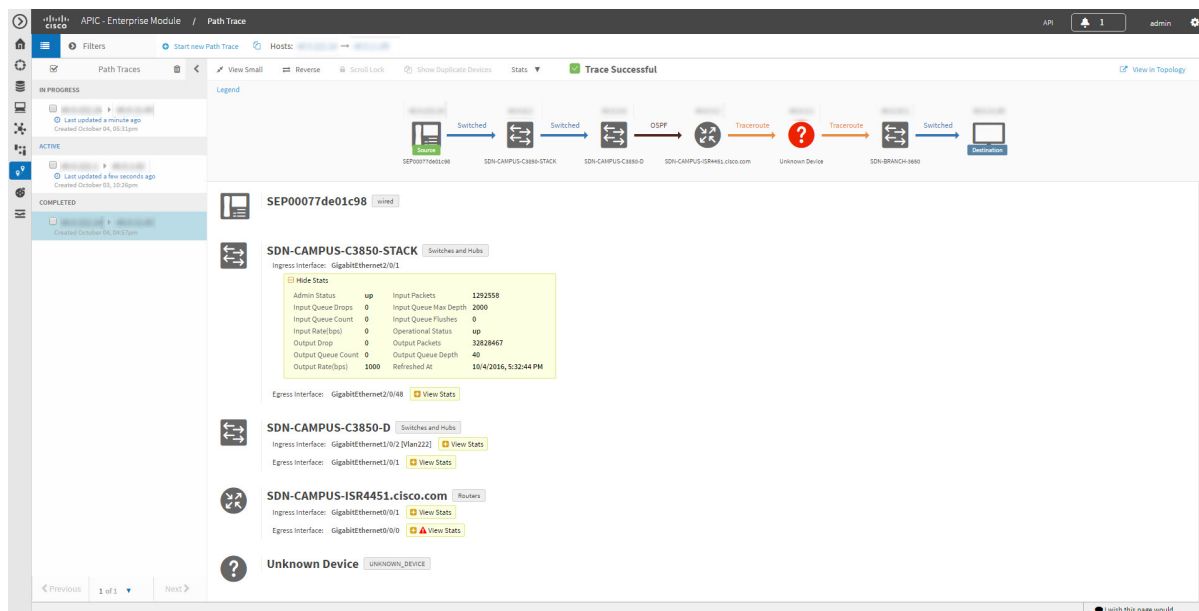 CISCO APIC - Enterprise Module / Path Trace API 1 admin
Filters Start new Path Trace Hosts:
Path Traces
View Small Reverse Scroll Lock Show Duplicate Devices Stats Trace Successful View in Topology
IN PROGRESS
Last updated a minute ago
Created October 04, 05:31pm
ACTIVE
Last updated a few seconds ago
Created October 03, 10:26pm
COMPLETED
Created October 04, 04:57pm
Previous 1 of 1 Next
Legend
Switched Switched OSPF Traceroute Traceroute Switched
Source Destination
SEP00077de01c98 SDN-CAMPUS-C3850-STACK SDN-CAMPUS-C3850-D SDN-CAMPUS-ISR4451.cisco.com Unknown Device SDN-BRANCH-3650
SEP00077de01c98 wired
SDN-CAMPUS-C3850-STACK Switches and Hubs
Ingress Interface: GigabitEthernet2/0/1
Hide Stats
Admin Status up Input Packets 1292558
Input Queue Drops 0 Input Queue Max Depth 2000
Input Queue Count 0 Input Queue Flushes 0
Input Rate(bps) 0 Operational Status up
Output Drop 0 Output Packets 32828467
Output Queue Count 0 Output Queue Depth 40
Output Rate(bps) 1000 Refreshed At 10/4/2016, 5:32:44 PM
Egress Interface: GigabitEthernet2/0/48 View Stats
SDN-CAMPUS-C3850-D Switches and Hubs
Ingress Interface: GigabitEthernet1/0/2 [Vlan222] View Stats
Egress Interface: GigabitEthernet1/0/1 View Stats
SDN-CAMPUS-ISR4451.cisco.com Routers
Ingress Interface: GigabitEthernet0/0/1 View Stats
Egress Interface: GigabitEthernet0/0/0 View Stats
Unknown Device UNKNOWN_DEVICE
I wish this page would